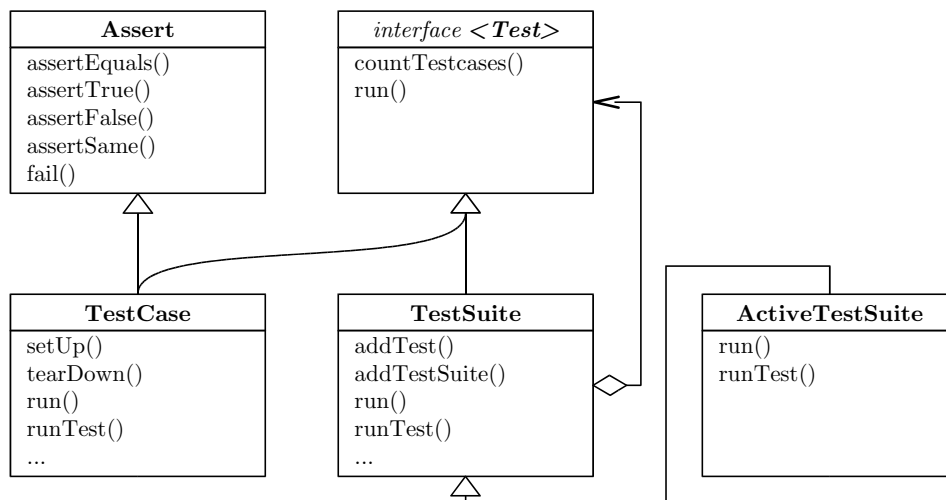 Assert
assertEquals()
assertTrue()
assertFalse()
assertSame()
fail()
interface <Test>
countTestcases()
run()
TestCase
setUp()
tearDown()
run()
runTest()
...
TestSuite
addTest()
addTestSuite()
run()
runTest()
...
ActiveTestSuite
run()
runTest()